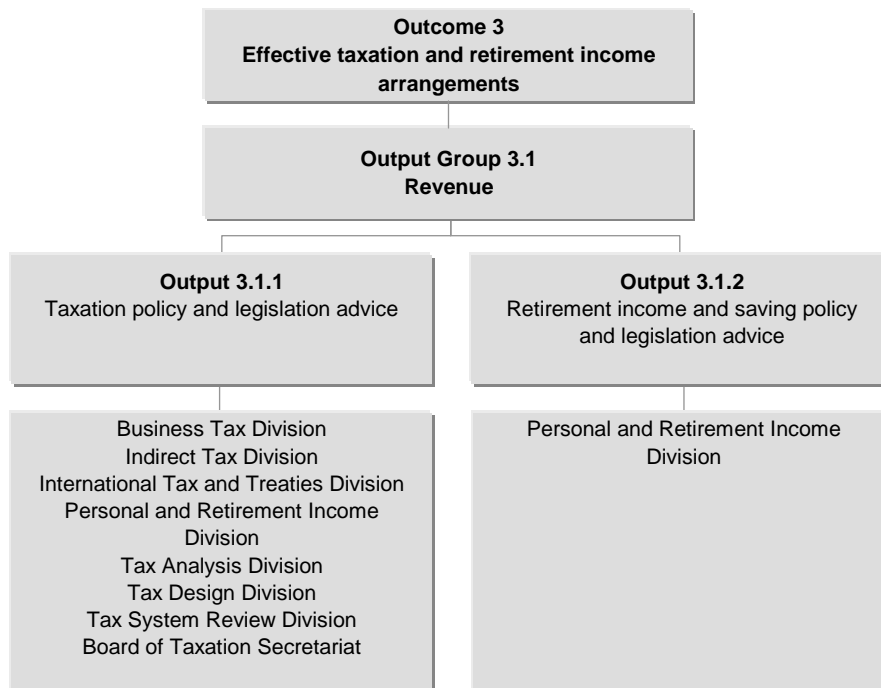 Outcome 3
Effective taxation and retirement income
arrangements
Output Group 3.1
Revenue
Output 3.1.1
Taxation policy and legislation advice
Output 3.1.2
Retirement income and saving policy
and legislation advice
Business Tax Division
Indirect Tax Division
International Tax and Treaties Division
Personal and Retirement Income
Division
Tax Analysis Division
Tax Design Division
Tax System Review Division
Board of Taxation Secretariat
Personal and Retirement Income
Division